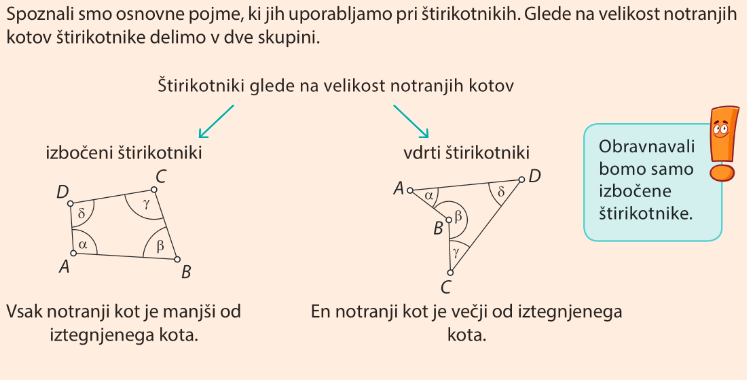 Spoznali smo osnovne pojme, ki jih uporabljamo pri štirikotnikih. Glede na velikost notranjih
kotov štirikotnike delimo v dve skupini.
Štirikotniki glede na velikost notranjih kotov
izbočeni štirikotniki
D
C
δ
γ
α
β
A
B
Vsak notranji kot je manjši od
iztegnjenega kota.
vdrti štirikotniki
A
D
α
δ
β
B
γ
C
En notranji kot je večji od iztegnjenega
kota.
Obravnavali
bomo samo
izbočene
štirikotnike.